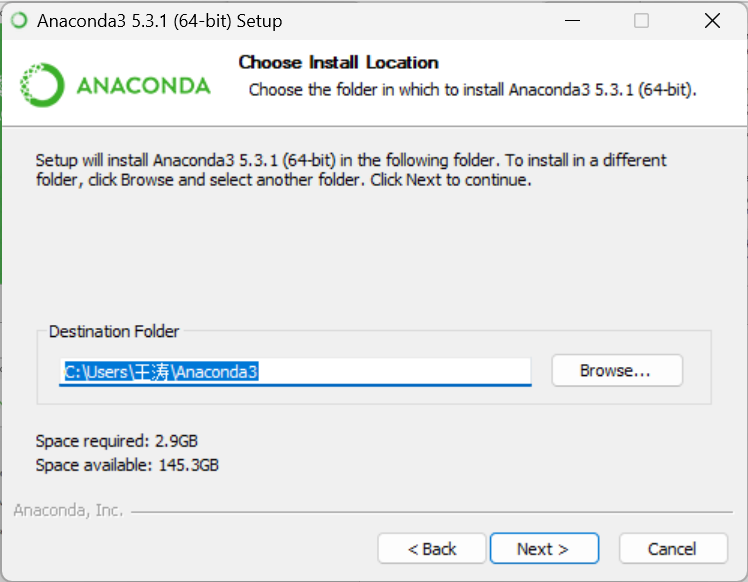 Anaconda3 5.3.1 (64-bit) Setup
ANACONDA
Choose Install Location
Choose the folder in which to install Anaconda3 5.3.1 (64-bit).
Setup will install Anaconda3 5.3.1 (64-bit) in the following folder. To install in a different
folder, click Browse and select another folder. Click Next to continue.
Destination Folder
C:\Users\王涛\Anaconda3
Browse...
Space required: 2.9GB
Space available: 145.3GB
Anaconda, Inc.
< Back
Next >
Cancel